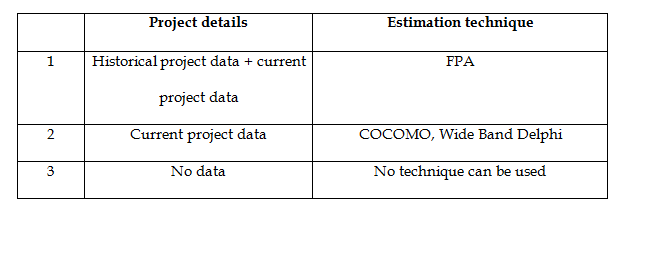 Project details Estimation technique
1 Historical project data + current FPA
project data
2 Current project data COCOMO, Wide Band Delphi
3 No data No technique can be used